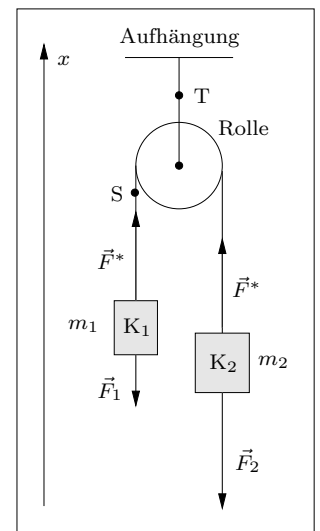 Aufhängung
x
T
Rolle
S
F⃗*
F⃗*
m₁
K₁
K₂
m₂
F⃗₁
F⃗₂